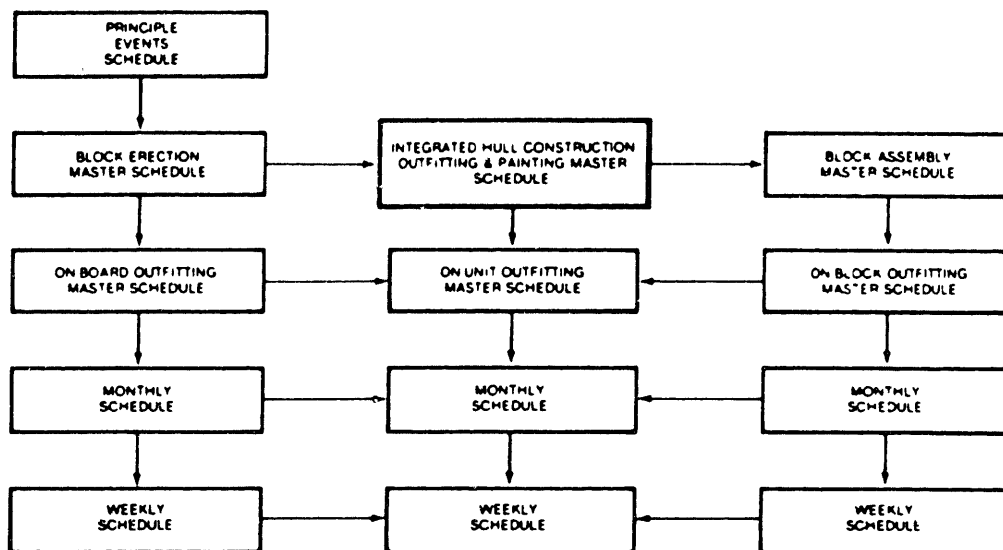 PRINCIPLE
EVENTS
SCHEDULE
BLOCK ERECTION
MASTER SCHEDULE
INTEGRATED HULL CONSTRUCTION
OUTFITTING & PAINTING MASTER
SCHEDULE
BLOCK ASSEMBLY
MASTER SCHEDULE
ON BOARD OUTFITTING
MASTER SCHEDULE
ON UNIT OUTFITTING
MASTER SCHEDULE
ON BLOCK OUTFITTING
MASTER SCHEDULE
MONTHLY
SCHEDULE
MONTHLY
SCHEDULE
MONTHLY
SCHEDULE
WEEKLY
SCHEDULE
WEEKLY
SCHEDULE
WEEKLY
SCHEDULE